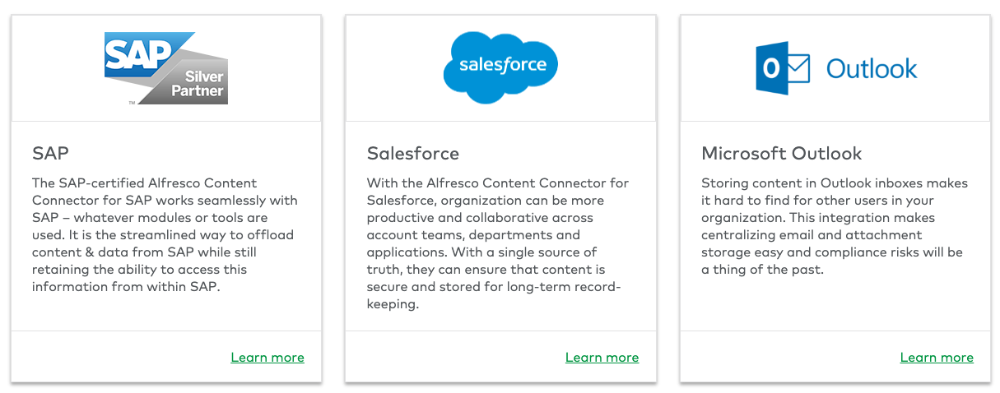 SAP
Silver
Partner
TM
SAP
The SAP-certified Alfresco Content
Connector for SAP works seamlessly with
SAP – whatever modules or tools are
used. It is the streamlined way to offload
content & data from SAP while still
retaining the ability to access this
information from within SAP.
Learn more
salesforce
Salesforce
With the Alfresco Content Connector for
Salesforce, organization can be more
productive and collaborative across
account teams, departments and
applications. With a single source of
truth, they can ensure that content is
secure and stored for long-term record-
keeping.
Learn more
O
Outlook
Microsoft Outlook
Storing content in Outlook inboxes makes
it hard to find for other users in your
organization. This integration makes
centralizing email and attachment
storage easy and compliance risks will be
a thing of the past.
Learn more